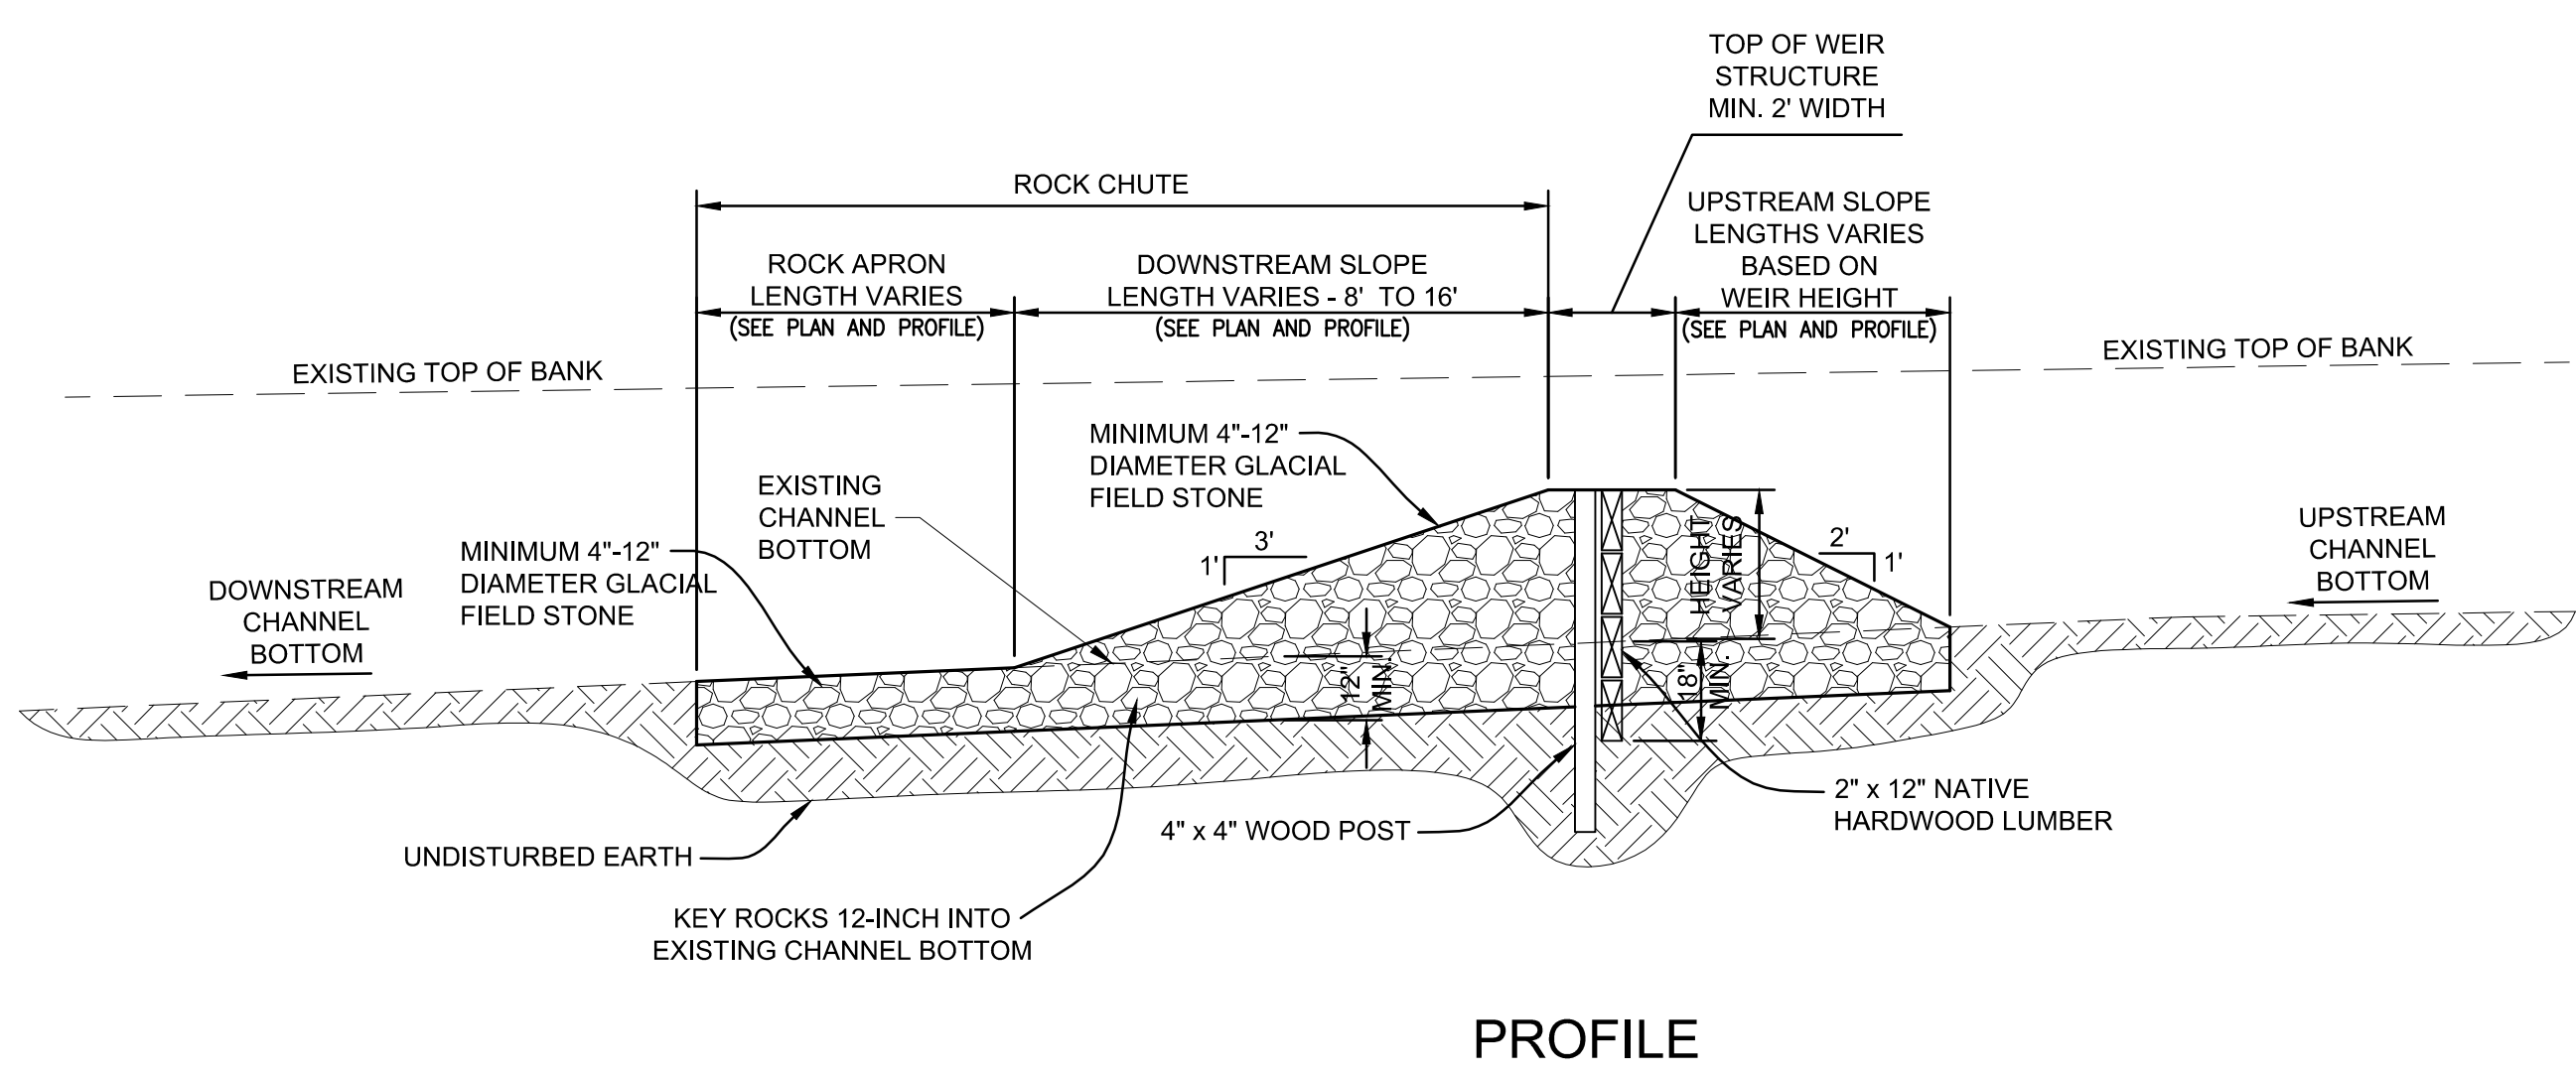 TOP OF WEIR
STRUCTURE
MIN. 2' WIDTH
ROCK CHUTE
UPSTREAM SLOPE
LENGTHS VARIES
BASED ON
WEIR HEIGHT
(SEE PLAN AND PROFILE)
ROCK APRON
LENGTH VARIES
(SEE PLAN AND PROFILE)
DOWNSTREAM SLOPE
LENGTH VARIES - 8' TO 16'
(SEE PLAN AND PROFILE)
EXISTING TOP OF BANK
EXISTING TOP OF BANK
MINIMUM 4"-12"
DIAMETER GLACIAL
FIELD STONE
EXISTING
CHANNEL
BOTTOM
MINIMUM 4"-12"
DIAMETER GLACIAL
FIELD STONE
3'
1'
HEIGHT
VARIES
2'
1'
UPSTREAM
CHANNEL
BOTTOM
DOWNSTREAM
CHANNEL
BOTTOM
12"
MIN.
18"
MIN.
2" x 12" NATIVE
HARDWOOD LUMBER
4" x 4" WOOD POST
UNDISTURBED EARTH
KEY ROCKS 12-INCH INTO
EXISTING CHANNEL BOTTOM
PROFILE